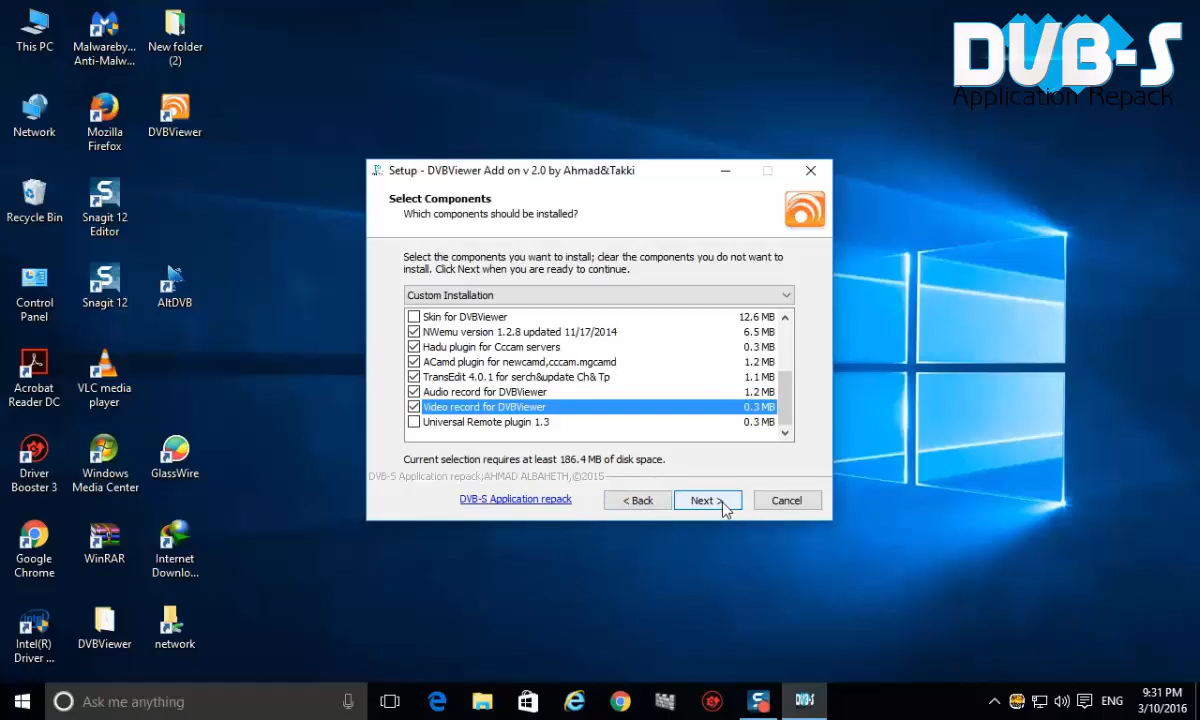 This PC
Malwareby...
Anti-Malw...
New folder
(2)
DVB-S
Application Repack
Network
Mozilla
Firefox
DVBViewer
Setup - DVBViewer Add on v 2.0 by Ahmad&Takki
Select Components
Which components should be installed?
Recycle Bin
Snagit 12
Editor
Select the components you want to install; clear the components you do not want to
install. Click Next when you are ready to continue.
Control
Panel
Snagit 12
AltDVB
Custom Installation
Skin for DVBViewer 12.6 MB
NWemu version 1.2.8 updated 11/17/2014 6.5 MB
Hadu plugin for Cccam servers 0.3 MB
ACamd plugin for newcamd,cccam.mgcamd 1.2 MB
TransEdit 4.0.1 for serch&update Ch& Tp 1.1 MB
Audio record for DVBViewer 1.2 MB
Video record for DVBViewer 0.3 MB
Universal Remote plugin 1.3 0.3 MB
Acrobat
Reader DC
VLC media
player
Current selection requires at least 186.4 MB of disk space.
DVB-S Application repack;AHMAD ALBAHETH,©2015
DVB-S Application repack
< Back
Next >
Cancel
Driver
Booster 3
Windows
Media Center
GlassWire
Google
Chrome
WinRAR
Internet
Downlo...
Intel(R)
Driver ...
DVBViewer
network
Ask me anything
DVB-S
ENG
9:31 PM
3/10/2016